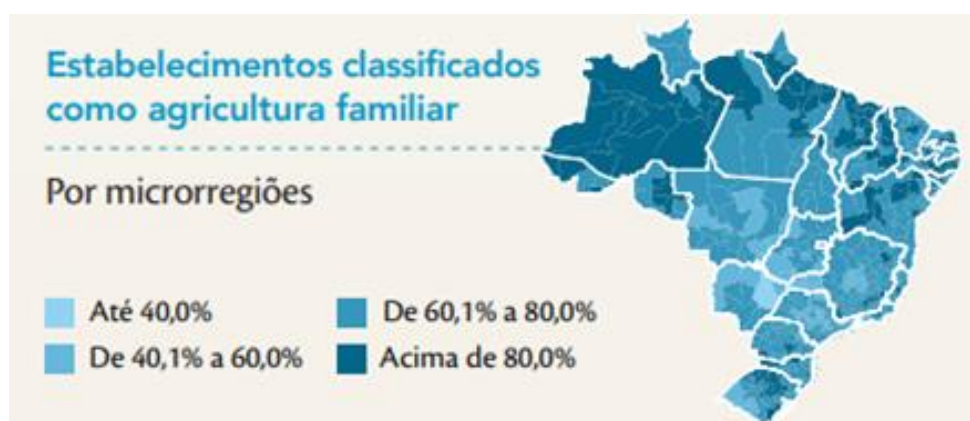 Estabelecimentos classificados
como agricultura familiar
Por microrregiões
Até 40,0%
De 60,1% a 80,0%
De 40,1% a 60,0%
Acima de 80,0%